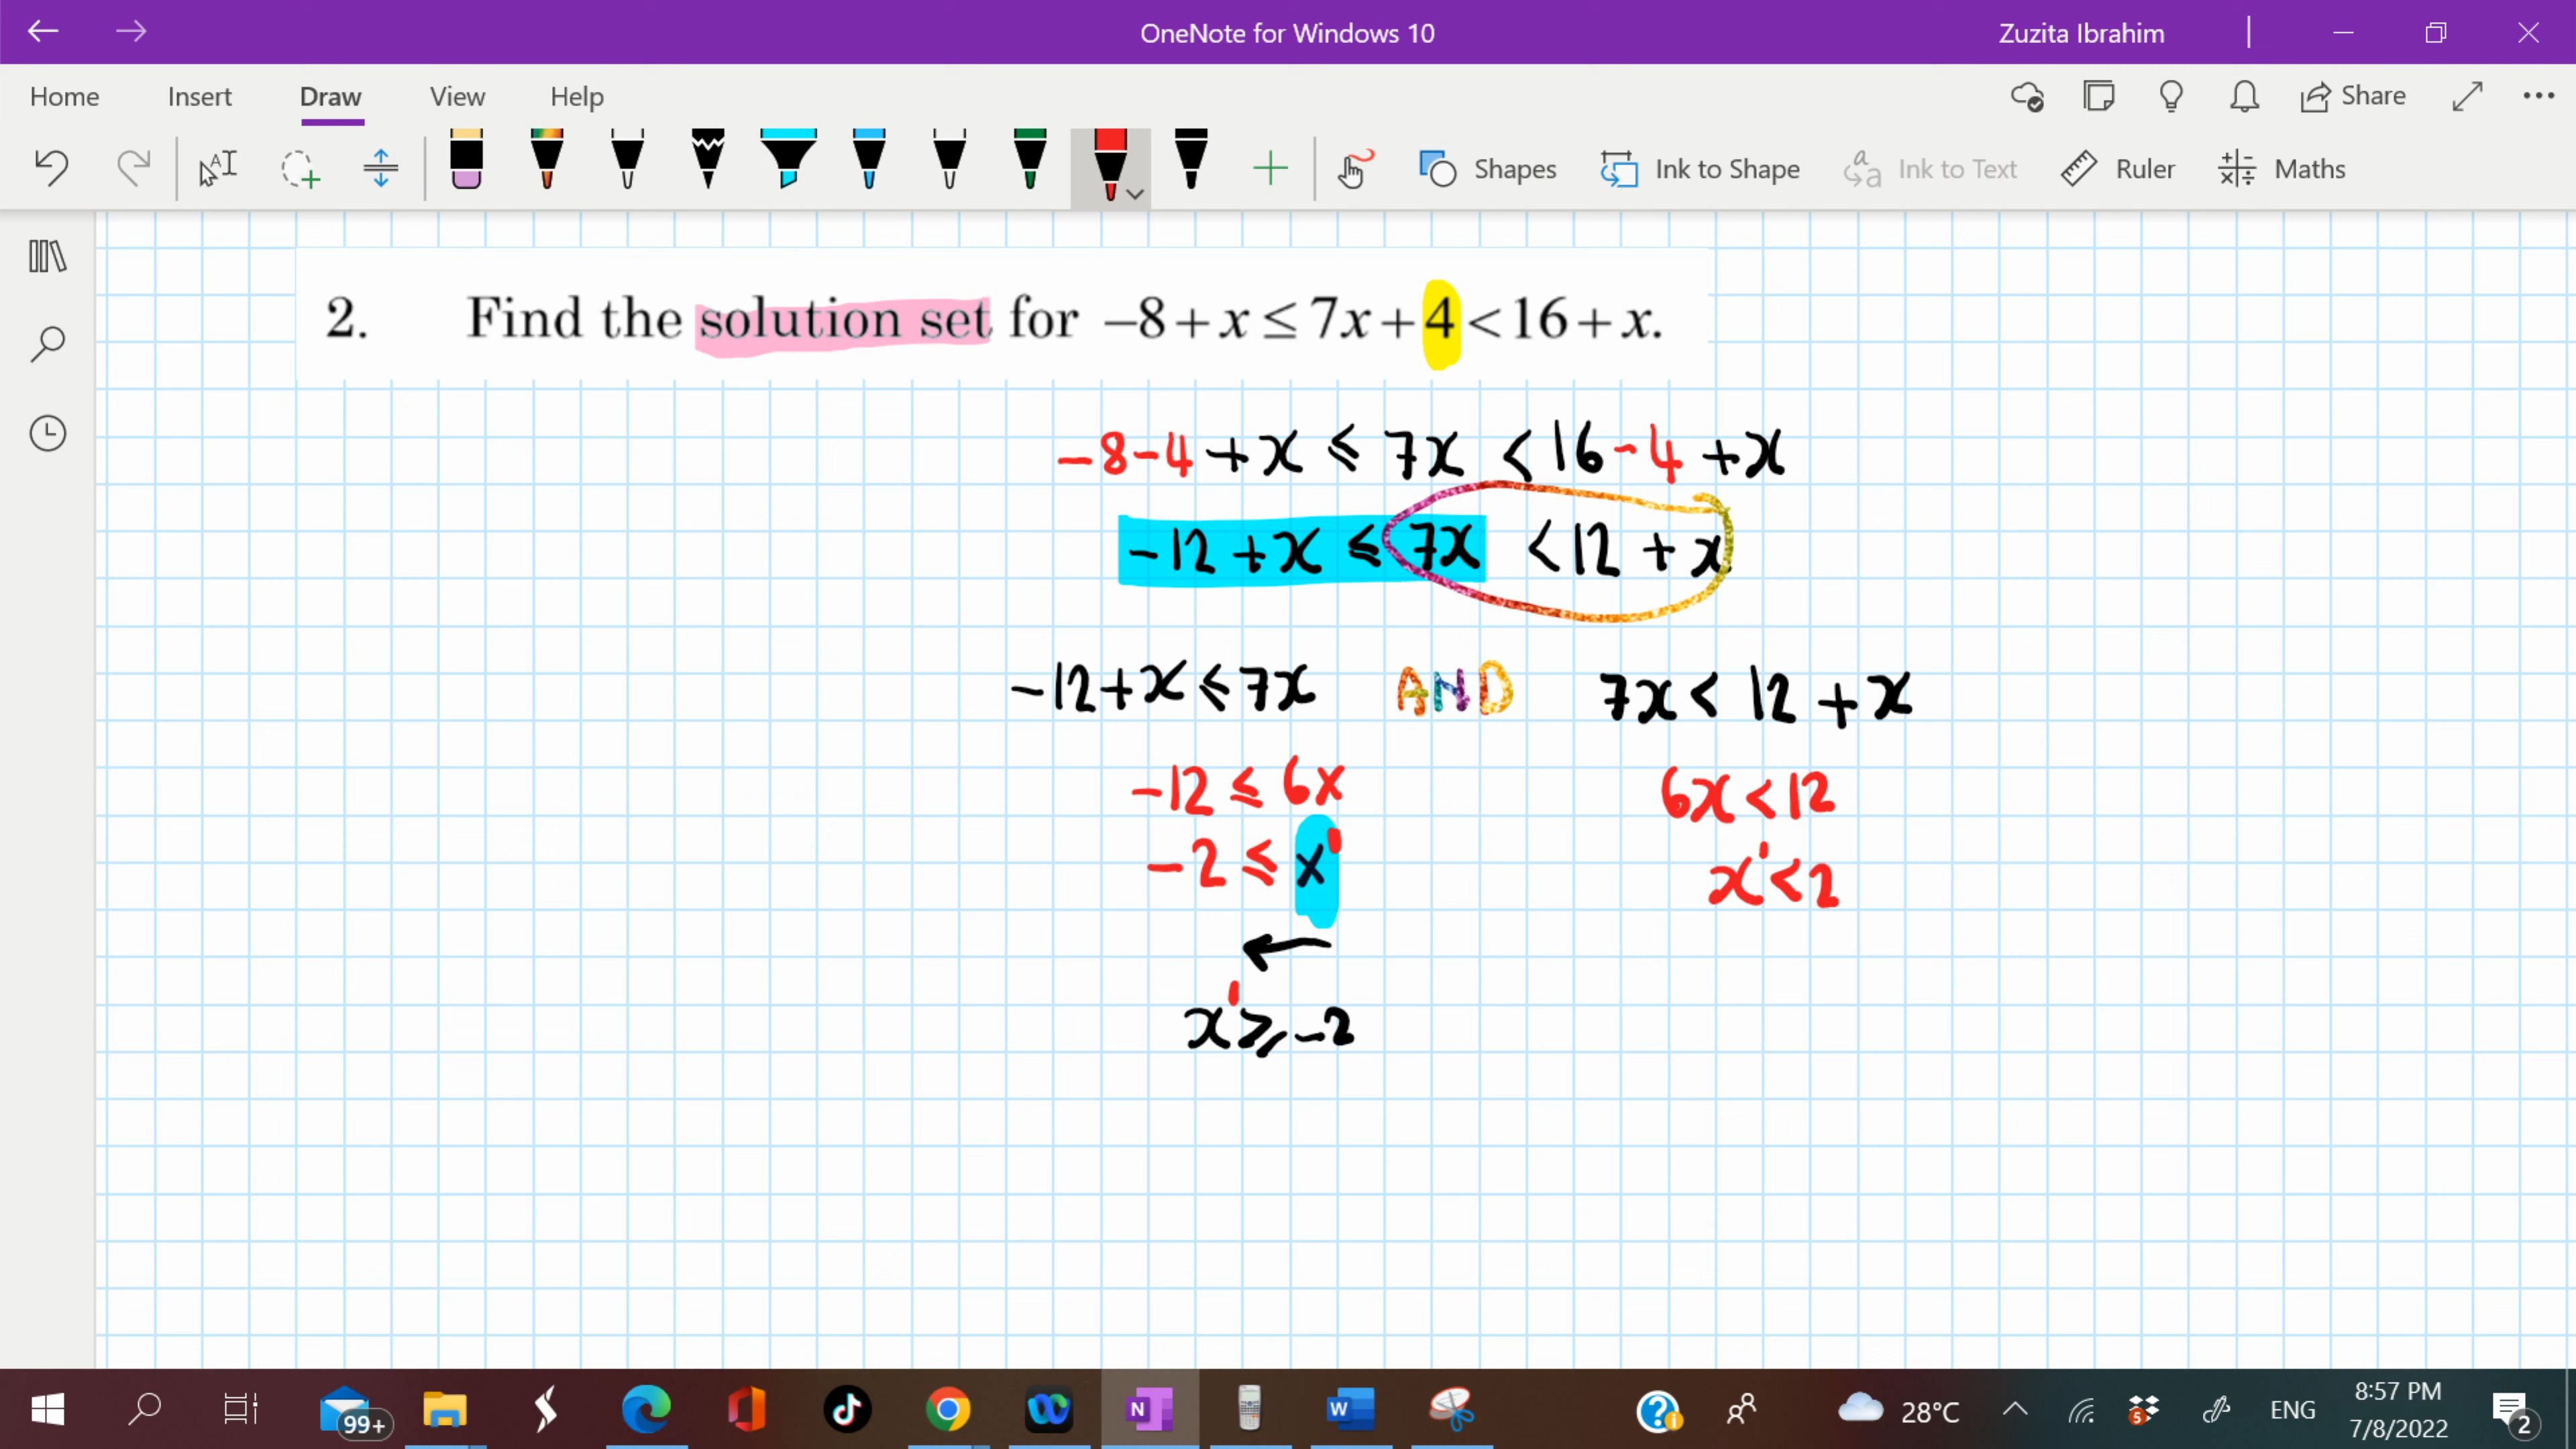 OneNote for Windows 10
Zuzita Ibrahim
Home Insert Draw View Help
Share
Shapes Ink to Shape Ink to Text Ruler Maths
2. Find the solution set for −8+x≤7x+4<16+x.
-8-4+x ≤ 7x <16-4+x
-12+x ≤ 7x <12+x
-12+x ≤ 7x AND 7x < 12+x
-12 ≤ 6x 6x < 12
-2 ≤ x' x' < 2
x' ≥ -2
99+
N
W
5
28°C
ENG
8:57 PM
7/8/2022
2